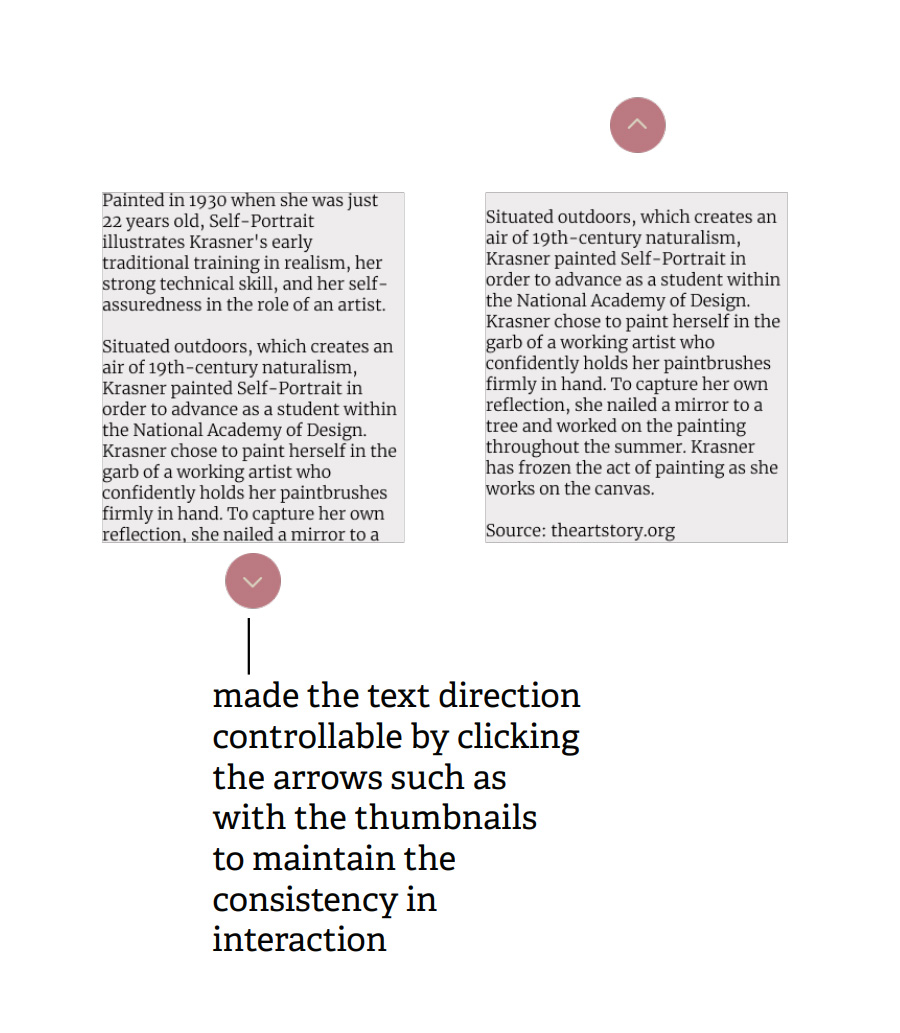 Painted in 1930 when she was just
22 years old, Self-Portrait
illustrates Krasner's early
traditional training in realism, her
strong technical skill, and her self-
assuredness in the role of an artist.
Situated outdoors, which creates an
air of 19th-century naturalism,
Krasner painted Self-Portrait in
order to advance as a student within
the National Academy of Design.
Krasner chose to paint herself in the
garb of a working artist who
confidently holds her paintbrushes
firmly in hand. To capture her own
reflection, she nailed a mirror to a
Situated outdoors, which creates an
air of 19th-century naturalism,
Krasner painted Self-Portrait in
order to advance as a student within
the National Academy of Design.
Krasner chose to paint herself in the
garb of a working artist who
confidently holds her paintbrushes
firmly in hand. To capture her own
reflection, she nailed a mirror to a
tree and worked on the painting
throughout the summer. Krasner
has frozen the act of painting as she
works on the canvas.
Source: theartstory.org
made the text direction
controllable by clicking
the arrows such as
with the thumbnails
to maintain the
consistency in
interaction